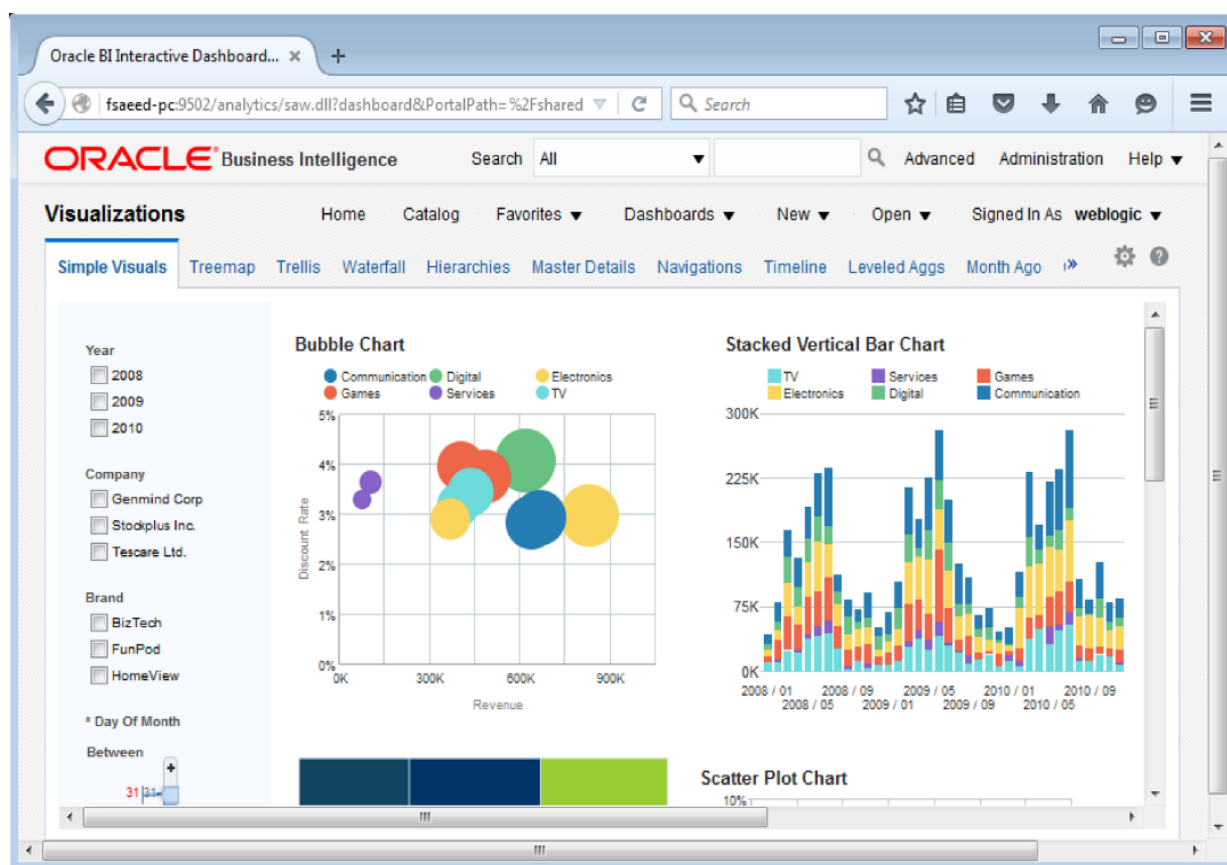 Oracle BI Interactive Dashboard...
fsaeed-pc:9502/analytics/saw.dll?dashboard&PortalPath=%2Fshared
Search
ORACLE Business Intelligence Search All Advanced Administration Help
Visualizations Home Catalog Favorites Dashboards New Open Signed In As weblogic
Simple Visuals Treemap Trellis Waterfall Hierarchies Master Details Navigations Timeline Leveled Aggs Month Ago
Year
2008
2009
2010
Company
Genmind Corp
Stockplus Inc.
Tescare Ltd.
Brand
BizTech
FunPod
HomeView
* Day Of Month
Between
31 31
Bubble Chart
Communication Digital Electronics
Games Services TV
5%
4%
3%
2%
1%
0%
Discount Rate
0K 300K 600K 900K
Revenue
Stacked Vertical Bar Chart
TV Services Games
Electronics Digital Communication
300K
225K
150K
75K
0K
2008 / 01 2008 / 09 2009 / 05 2010 / 01 2010 / 09
2008 / 05 2009 / 01 2009 / 09 2010 / 05
Scatter Plot Chart
10%